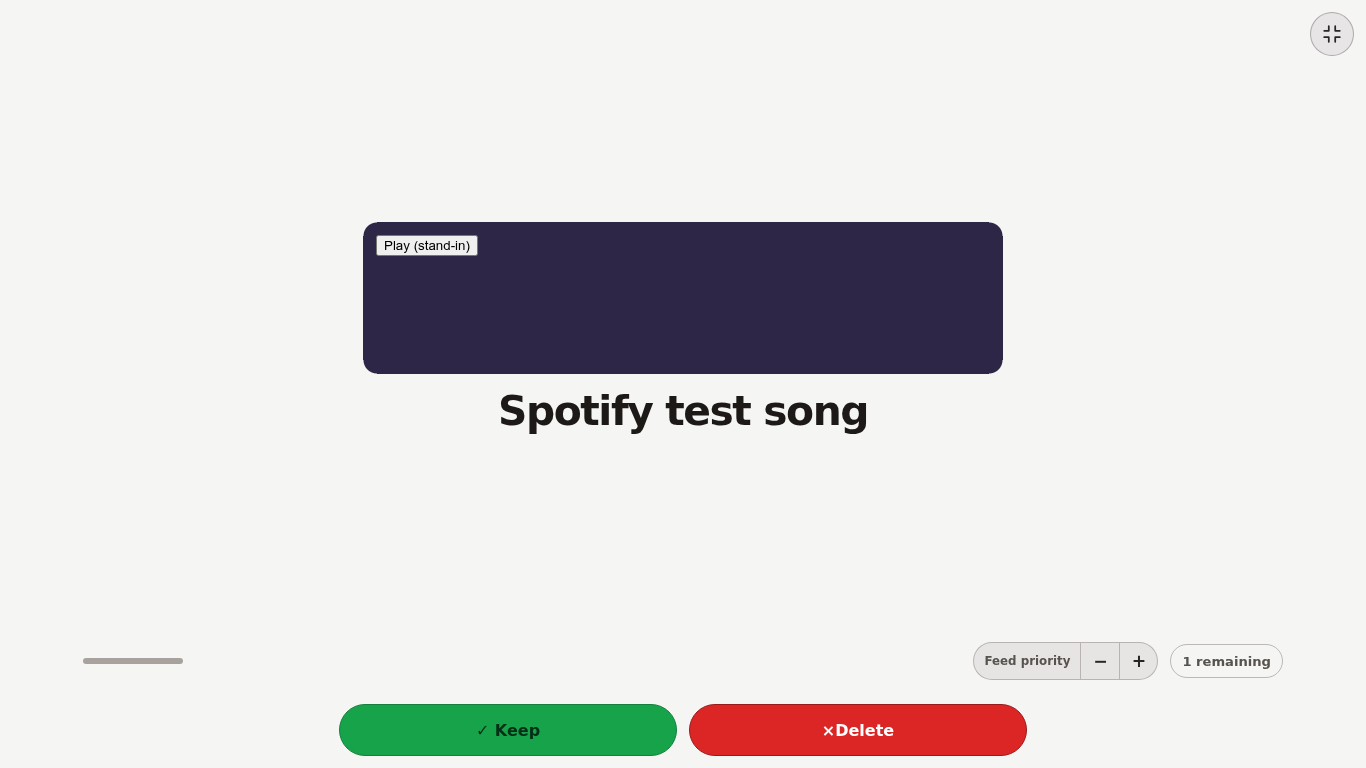 Play (stand-in)
Spotify test song
Feed priority − +
1 remaining
✓ Keep
×Delete